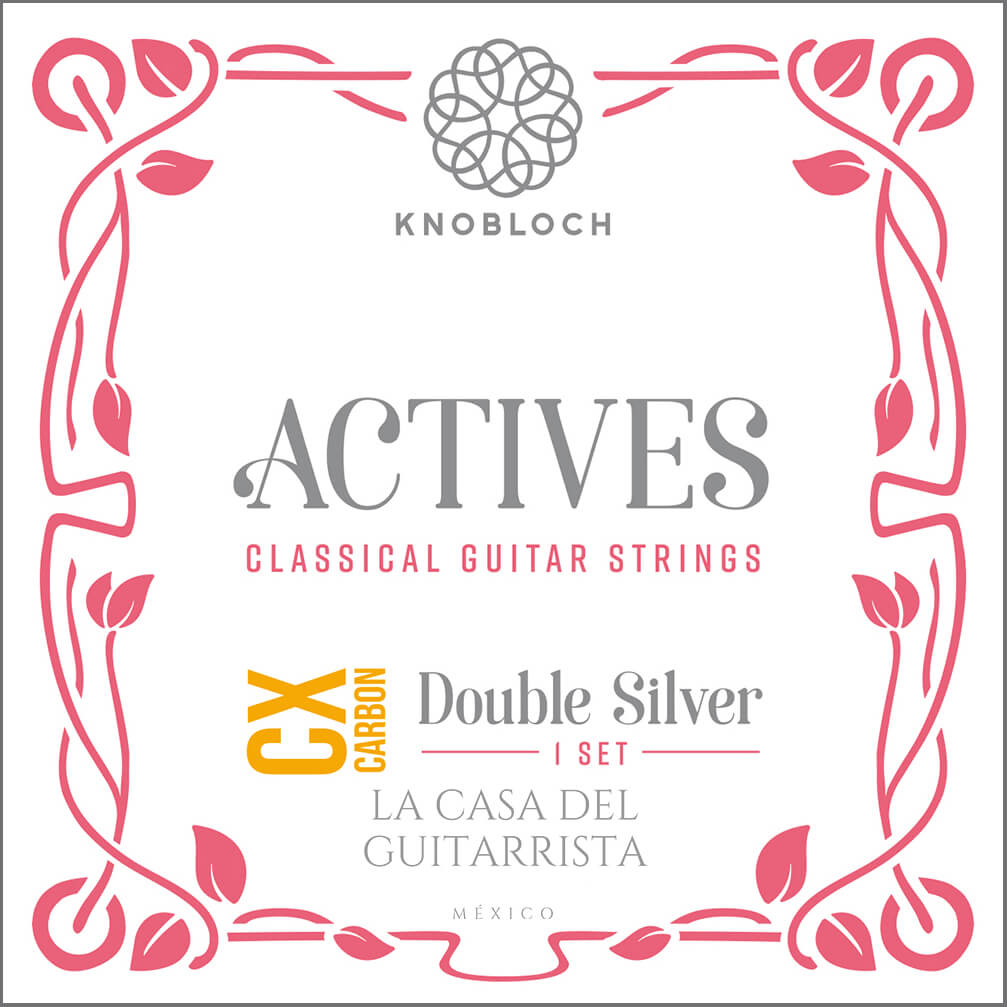 KNOBLOCH
ACTIVES
CLASSICAL GUITAR STRINGS
CX
CARBON
Double Silver
1 SET
LA CASA DEL
GUITARRISTA
MÉXICO